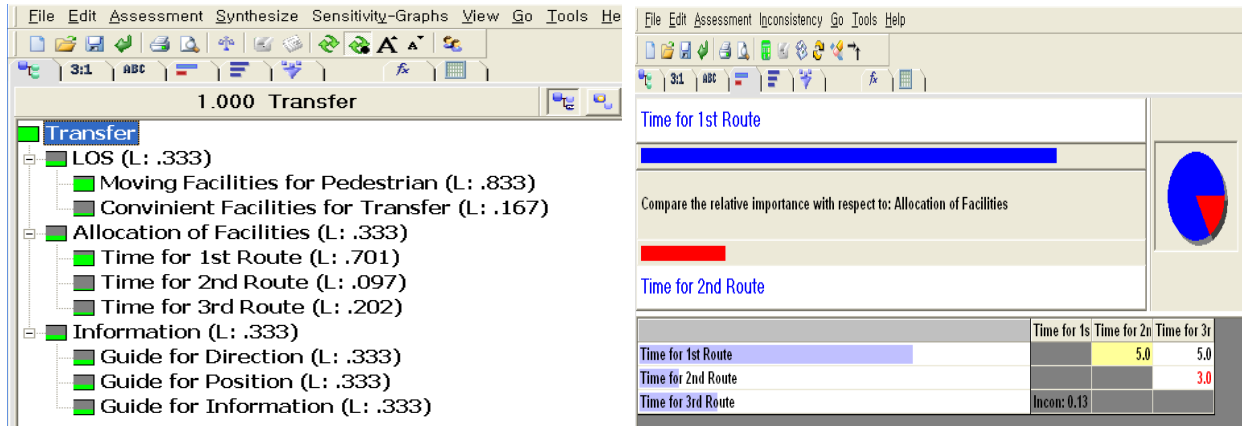 File Edit Assessment Synthesize Sensitivity-Graphs View Go Tools He
A A
3:1 ABC fx
1.000 Transfer
Transfer
LOS (L: .333)
Moving Facilities for Pedestrian (L: .833)
Convinient Facilities for Transfer (L: .167)
Allocation of Facilities (L: .333)
Time for 1st Route (L: .701)
Time for 2nd Route (L: .097)
Time for 3rd Route (L: .202)
Information (L: .333)
Guide for Direction (L: .333)
Guide for Position (L: .333)
Guide for Information (L: .333)
File Edit Assessment Inconsistency Go Tools Help
3:1 ABC fx
Time for 1st Route
Compare the relative importance with respect to: Allocation of Facilities
Time for 2nd Route
Time for 1s Time for 2n Time for 3r
Time for 1st Route 5.0 5.0
Time for 2nd Route 3.0
Time for 3rd Route Incon: 0.13